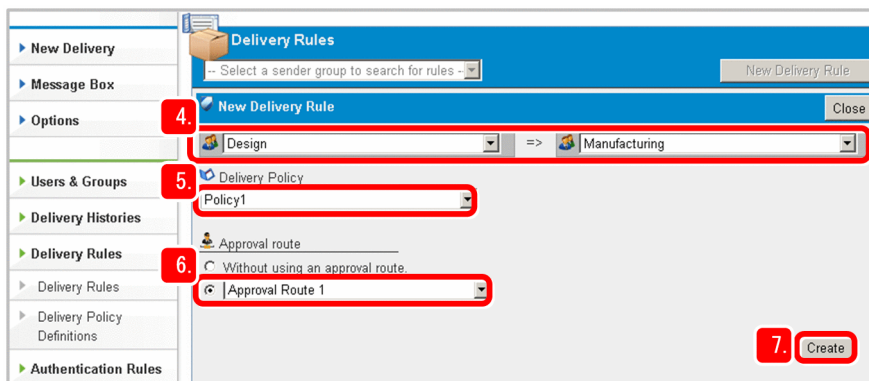 New Delivery
Message Box
Options
Users & Groups
Delivery Histories
Delivery Rules
Delivery Rules
Delivery Policy
Definitions
Authentication Rules
Delivery Rules
-- Select a sender group to search for rules --
New Delivery Rule
New Delivery Rule
Close
4.
Design => Manufacturing
5.
Delivery Policy
Policy1
Approval route
6.
Without using an approval route.
Approval Route 1
7.
Create